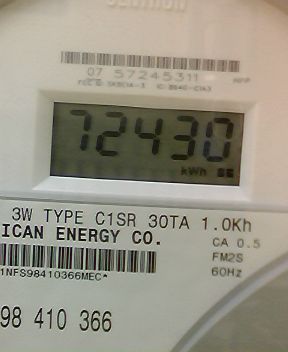 CENTRON
07 57245311
72430
kWh
3W TYPE C1SR 30TA 1.0Kh
ICAN ENERGY CO.
CA 0.5
FM2S
60Hz
1NFS98410366MEC*
98 410 366